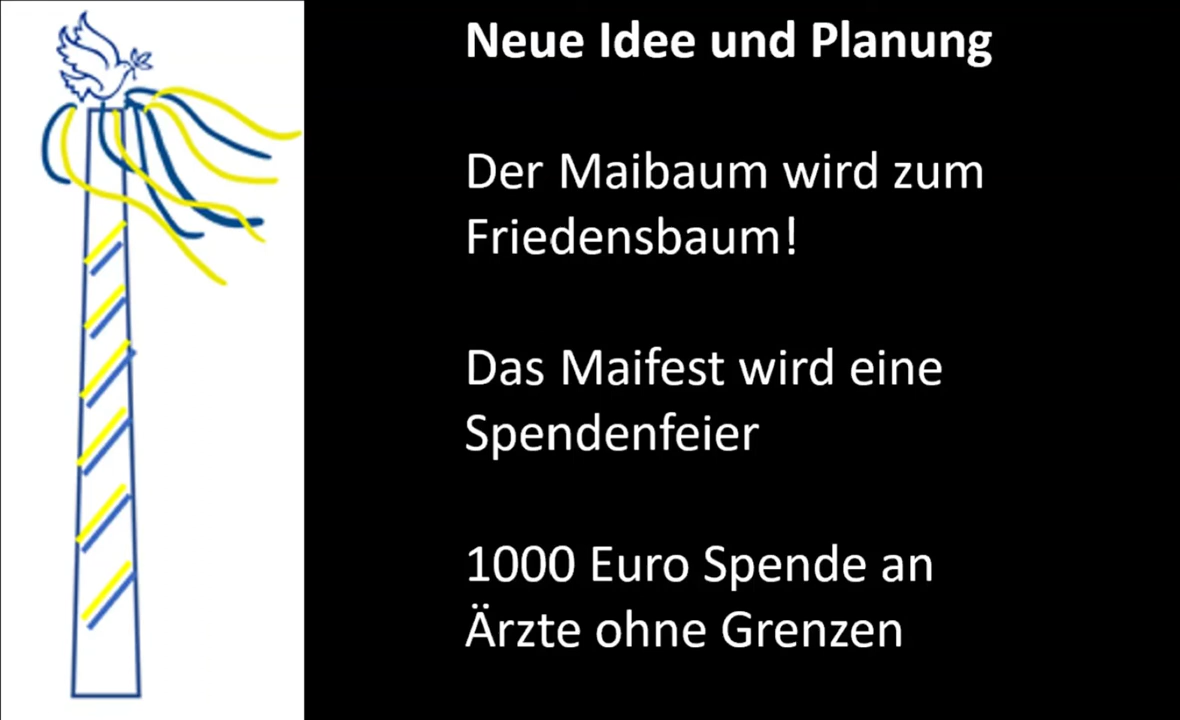 Neue Idee und Planung
Der Maibaum wird zum
Friedensbaum!
Das Maifest wird eine
Spendenfeier
1000 Euro Spende an
Ärzte ohne Grenzen